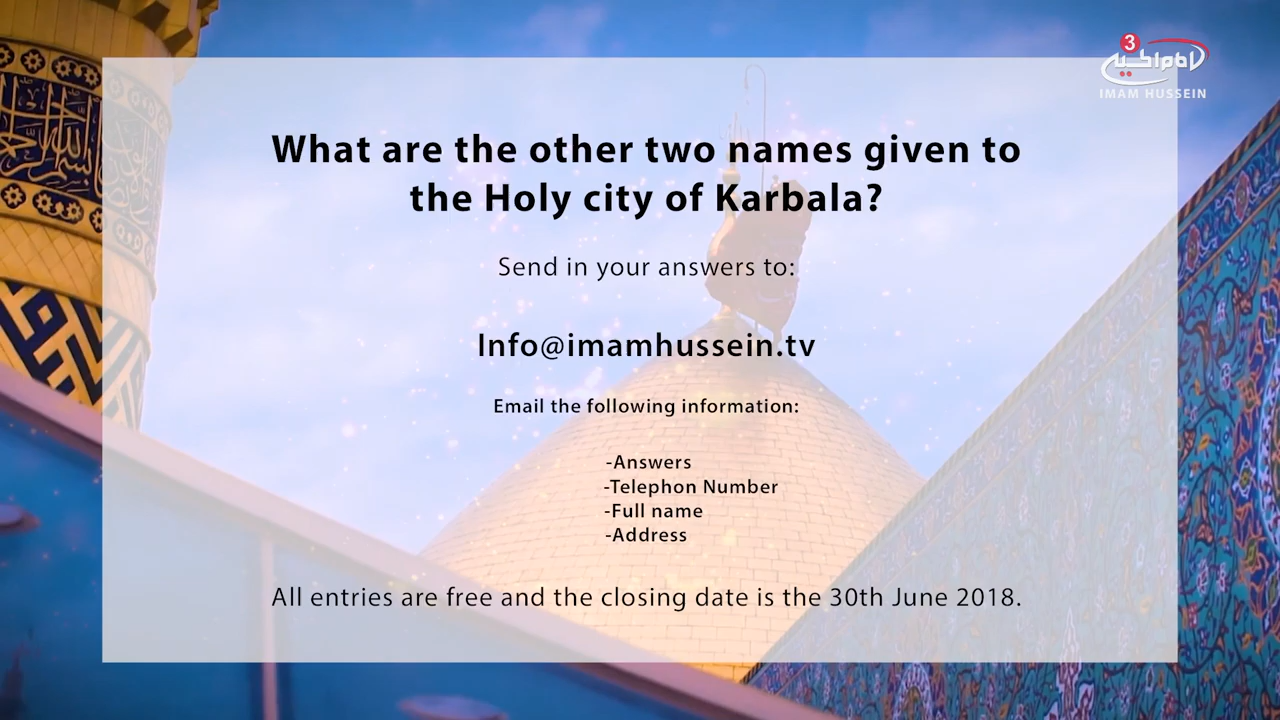 3
IMAM HUSSEIN
What are the other two names given to
the Holy city of Karbala?
Send in your answers to:
Info@imamhussein.tv
Email the following information:
-Answers
-Telephon Number
-Full name
-Address
All entries are free and the closing date is the 30th June 2018.